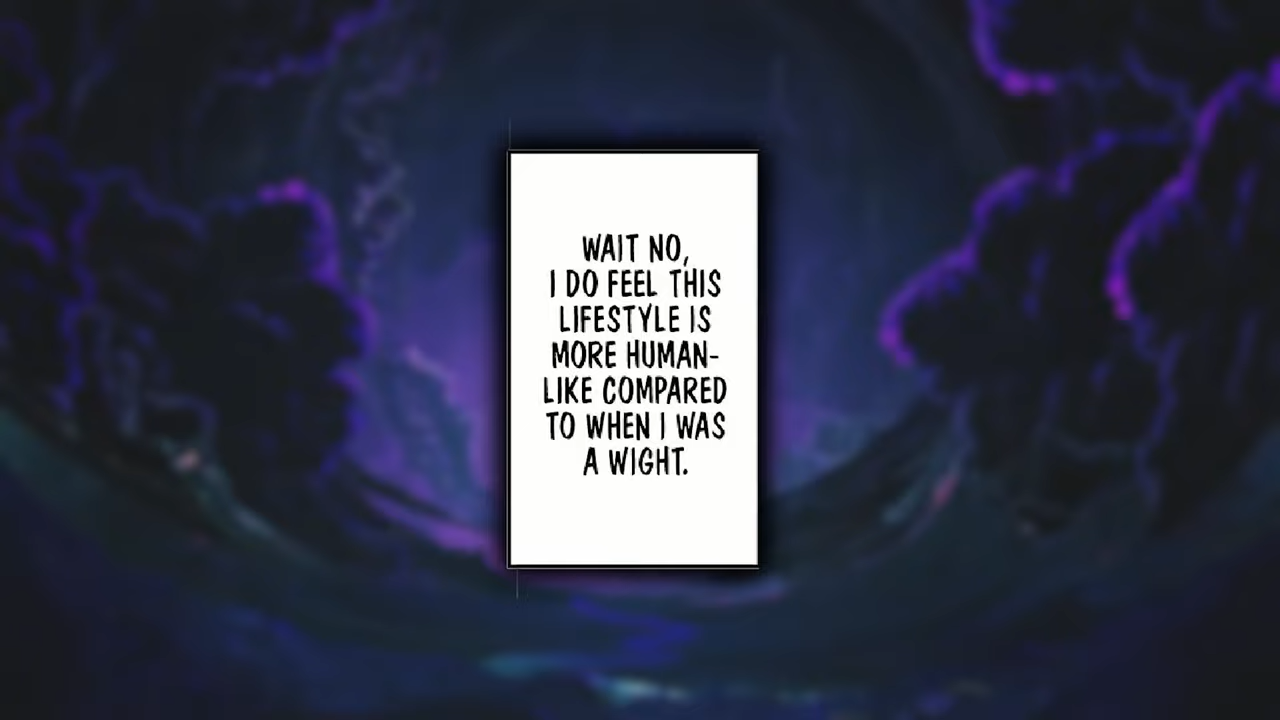 WAIT NO,
I DO FEEL THIS
LIFESTYLE IS
MORE HUMAN-
LIKE COMPARED
TO WHEN I WAS
A WIGHT.